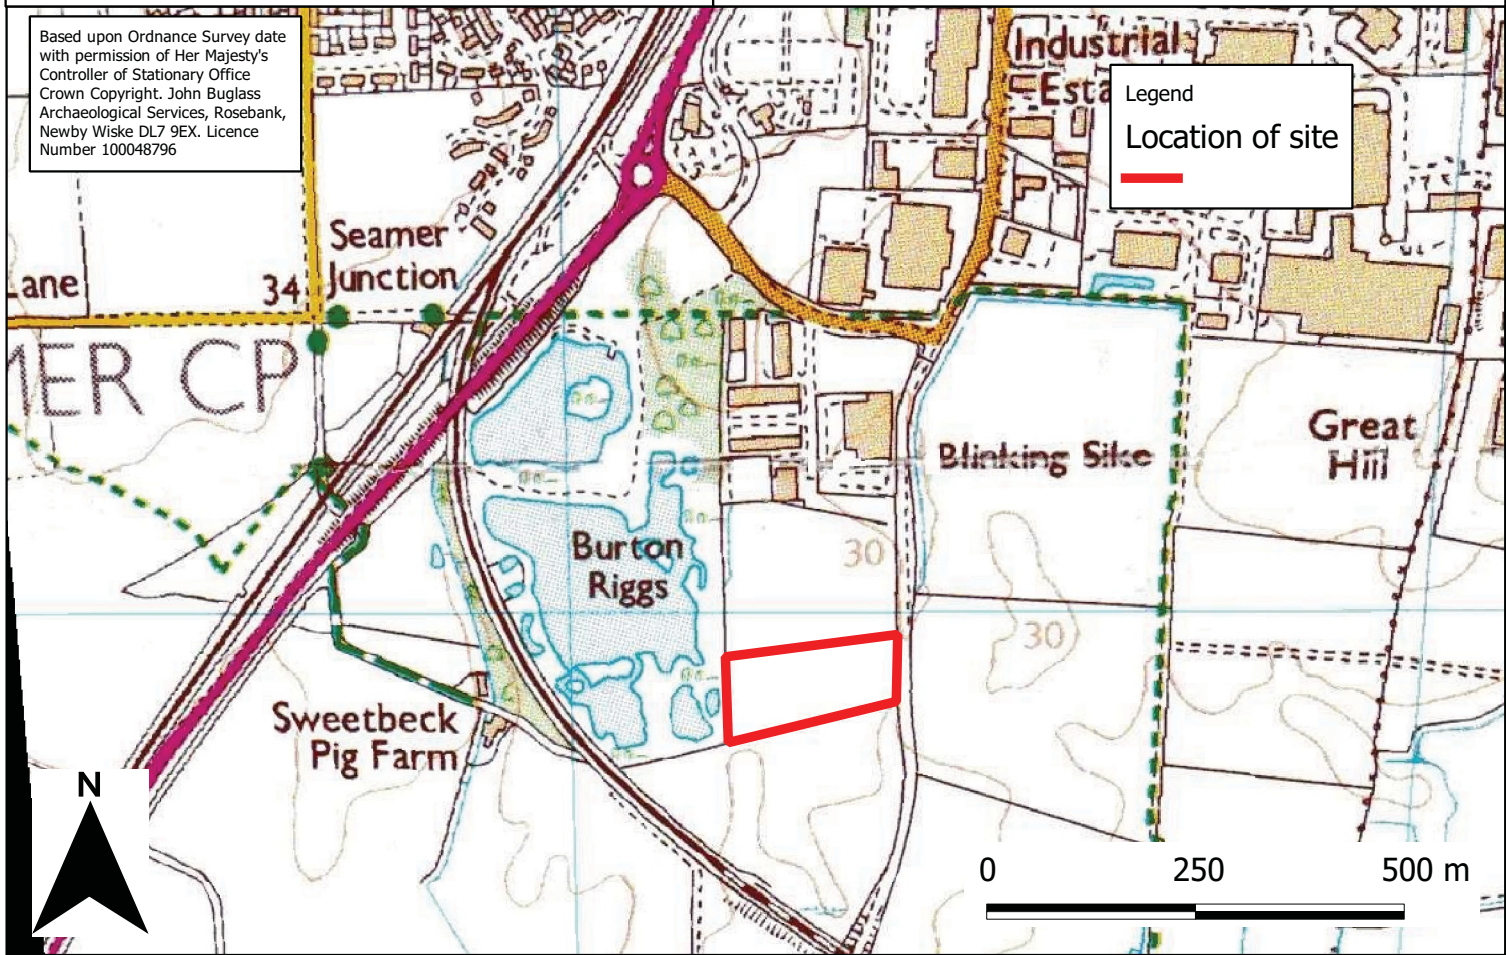 Based upon Ordnance Survey date
with permission of Her Majesty's
Controller of Stationary Office
Crown Copyright. John Buglass
Archaeological Services, Rosebank,
Newby Wiske DL7 9EX. Licence
Number 100048796
Industrial
Esta
Legend
Location of site
Seamer
Junction
Lane
34
MER CP
Great
Hill
Blinking Sike
Burton
Riggs
30
30
Sweetbeck
Pig Farm
N
0 250 500 m